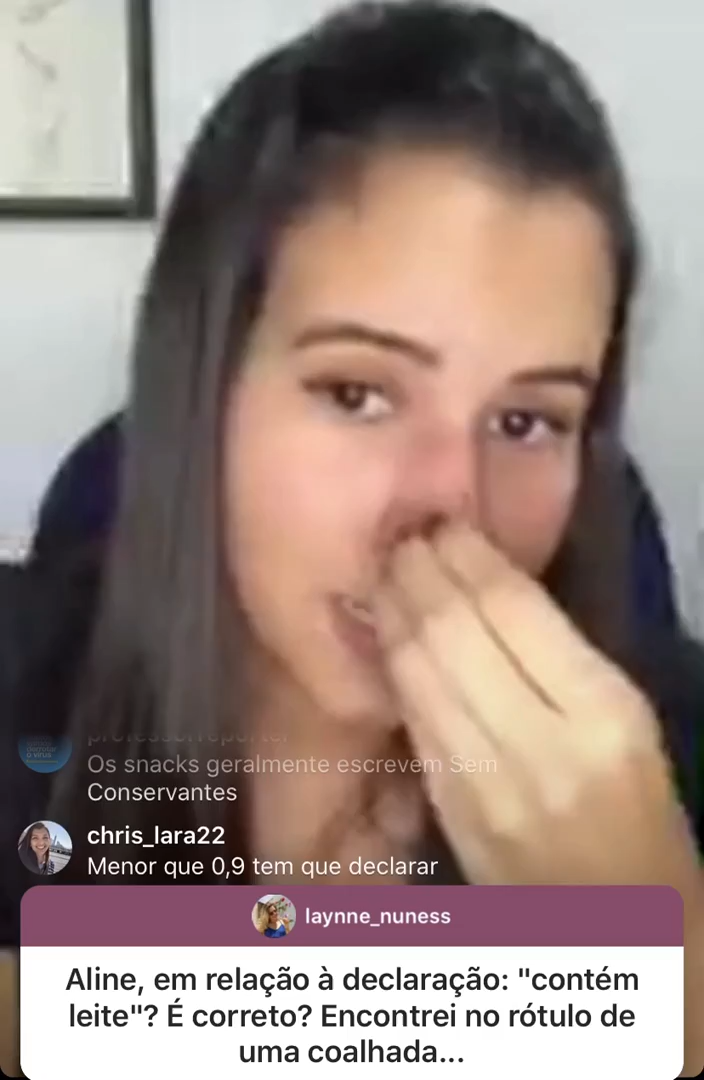 professorreporter
Os snacks geralmente escrevem Sem
Conservantes
chris_lara22
Menor que 0,9 tem que declarar
laynne_nuness
Aline, em relação à declaração: "contém
leite"? É correto? Encontrei no rótulo de
uma coalhada...